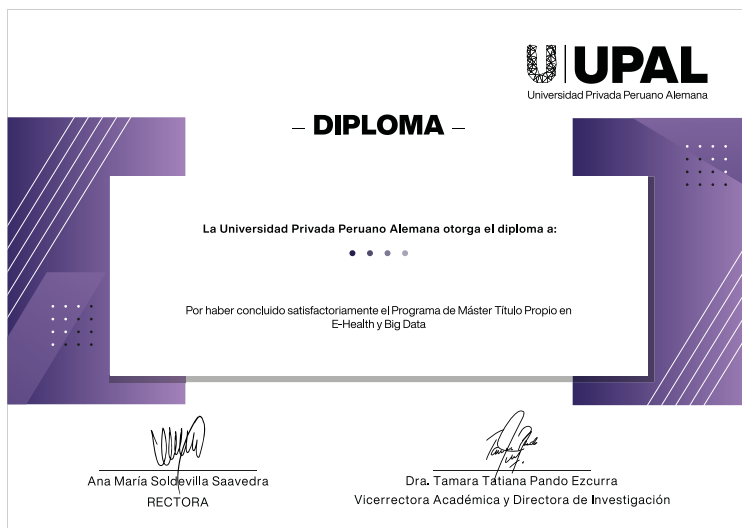 UPAL
Universidad Privada Peruano Alemana
– DIPLOMA –
La Universidad Privada Peruano Alemana otorga el diploma a:
Por haber concluido satisfactoriamente el Programa de Máster Título Propio en
E-Health y Big Data
Ana María Soldevilla Saavedra
RECTORA
Dra. Tamara Tatiana Pando Ezcurra
Vicerrectora Académica y Directora de Investigación